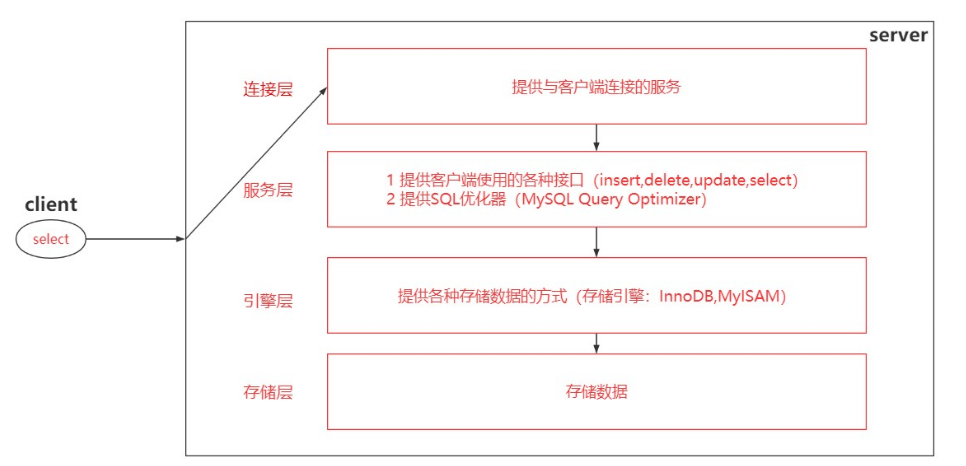 server
连接层
提供与客户端连接的服务
服务层
1 提供客户端使用的各种接口（insert,delete,update,select）
2 提供SQL优化器（MySQL Query Optimizer）
client
select
引擎层
提供各种存储数据的方式（存储引擎：InnoDB,MyISAM）
存储层
存储数据